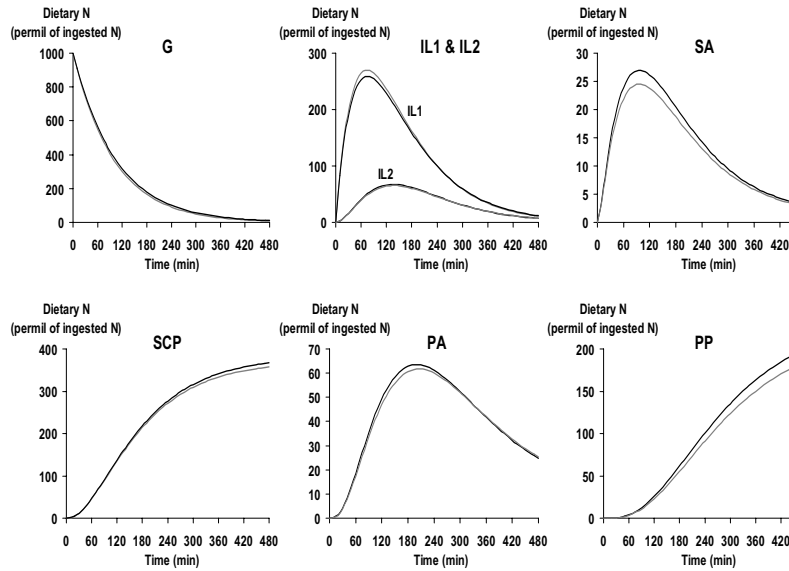 Dietary N
(permil of ingested N)
G
1000
800
600
400
200
0
0 60 120 180 240 300 360 420 480
Time (min)
Dietary N
(permil of ingested N)
IL1 & IL2
300
200
100
0
IL1
IL2
0 60 120 180 240 300 360 420 480
Time (min)
Dietary N
(permil of ingested N)
SA
30
25
20
15
10
5
0
0 60 120 180 240 300 360 420
Time (min)
Dietary N
(permil of ingested N)
SCP
400
300
200
100
0
0 60 120 180 240 300 360 420 480
Time (min)
Dietary N
(permil of ingested N)
PA
70
60
50
40
30
20
10
0
0 60 120 180 240 300 360 420 480
Time (min)
Dietary N
(permil of ingested N)
PP
200
150
100
50
0
0 60 120 180 240 300 360 420
Time (min)